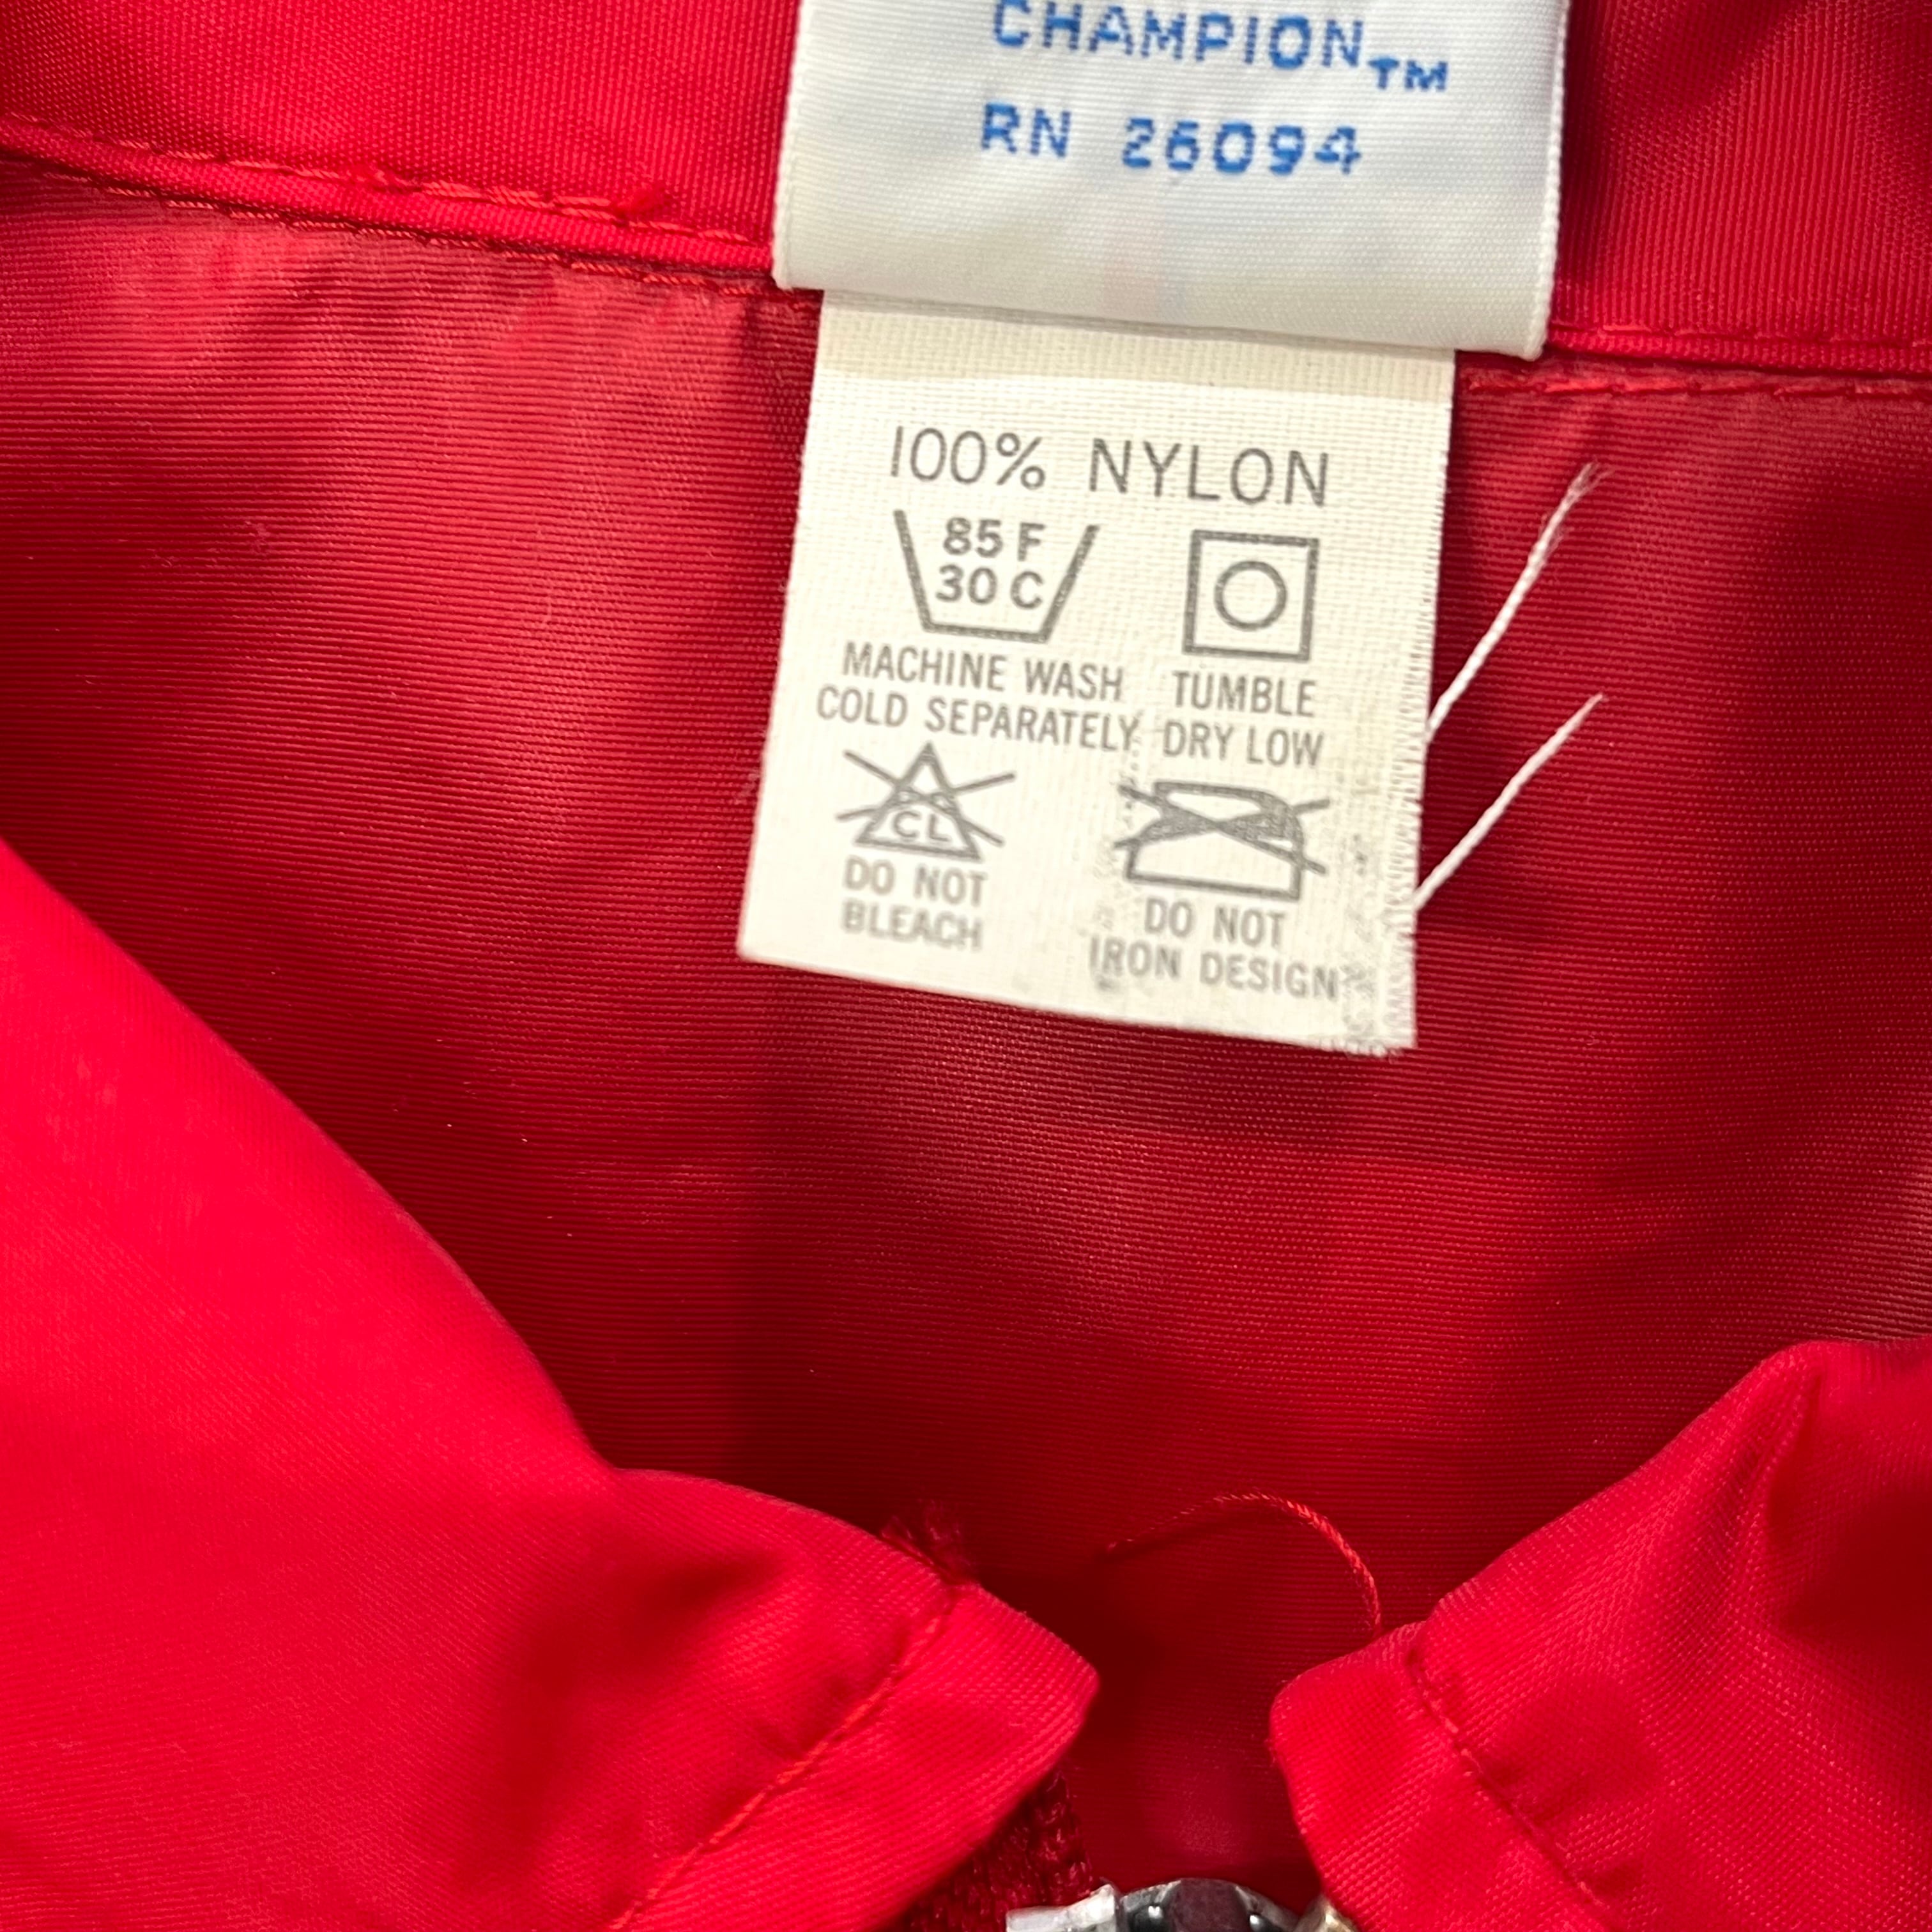 CHAMPION™
RN 26094
100% NYLON
85 F
30 C
MACHINE WASH
COLD SEPARATELY
TUMBLE
DRY LOW
CL
DO NOT
BLEACH
DO NOT
IRON DESIGN